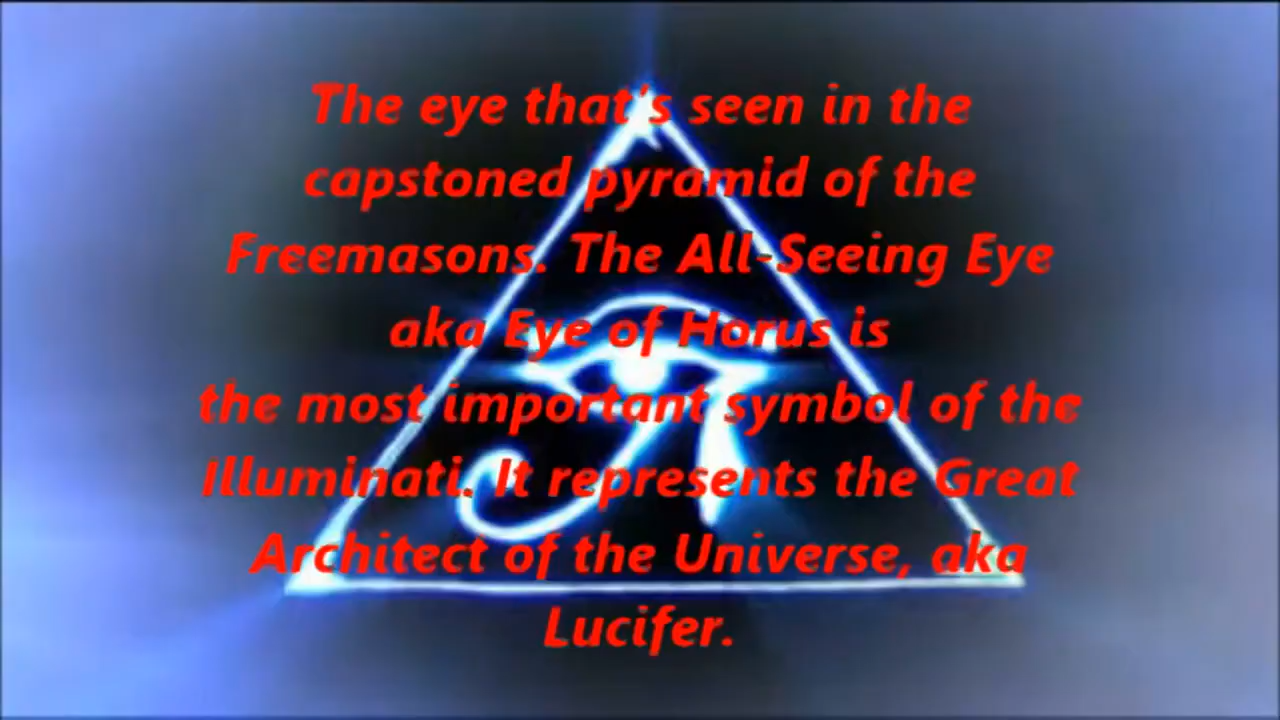 The eye that's seen in the
capstoned pyramid of the
Freemasons. The All-Seeing Eye
aka Eye of Horus is
the most important symbol of the
Illuminati. It represents the Great
Architect of the Universe, aka
Lucifer.